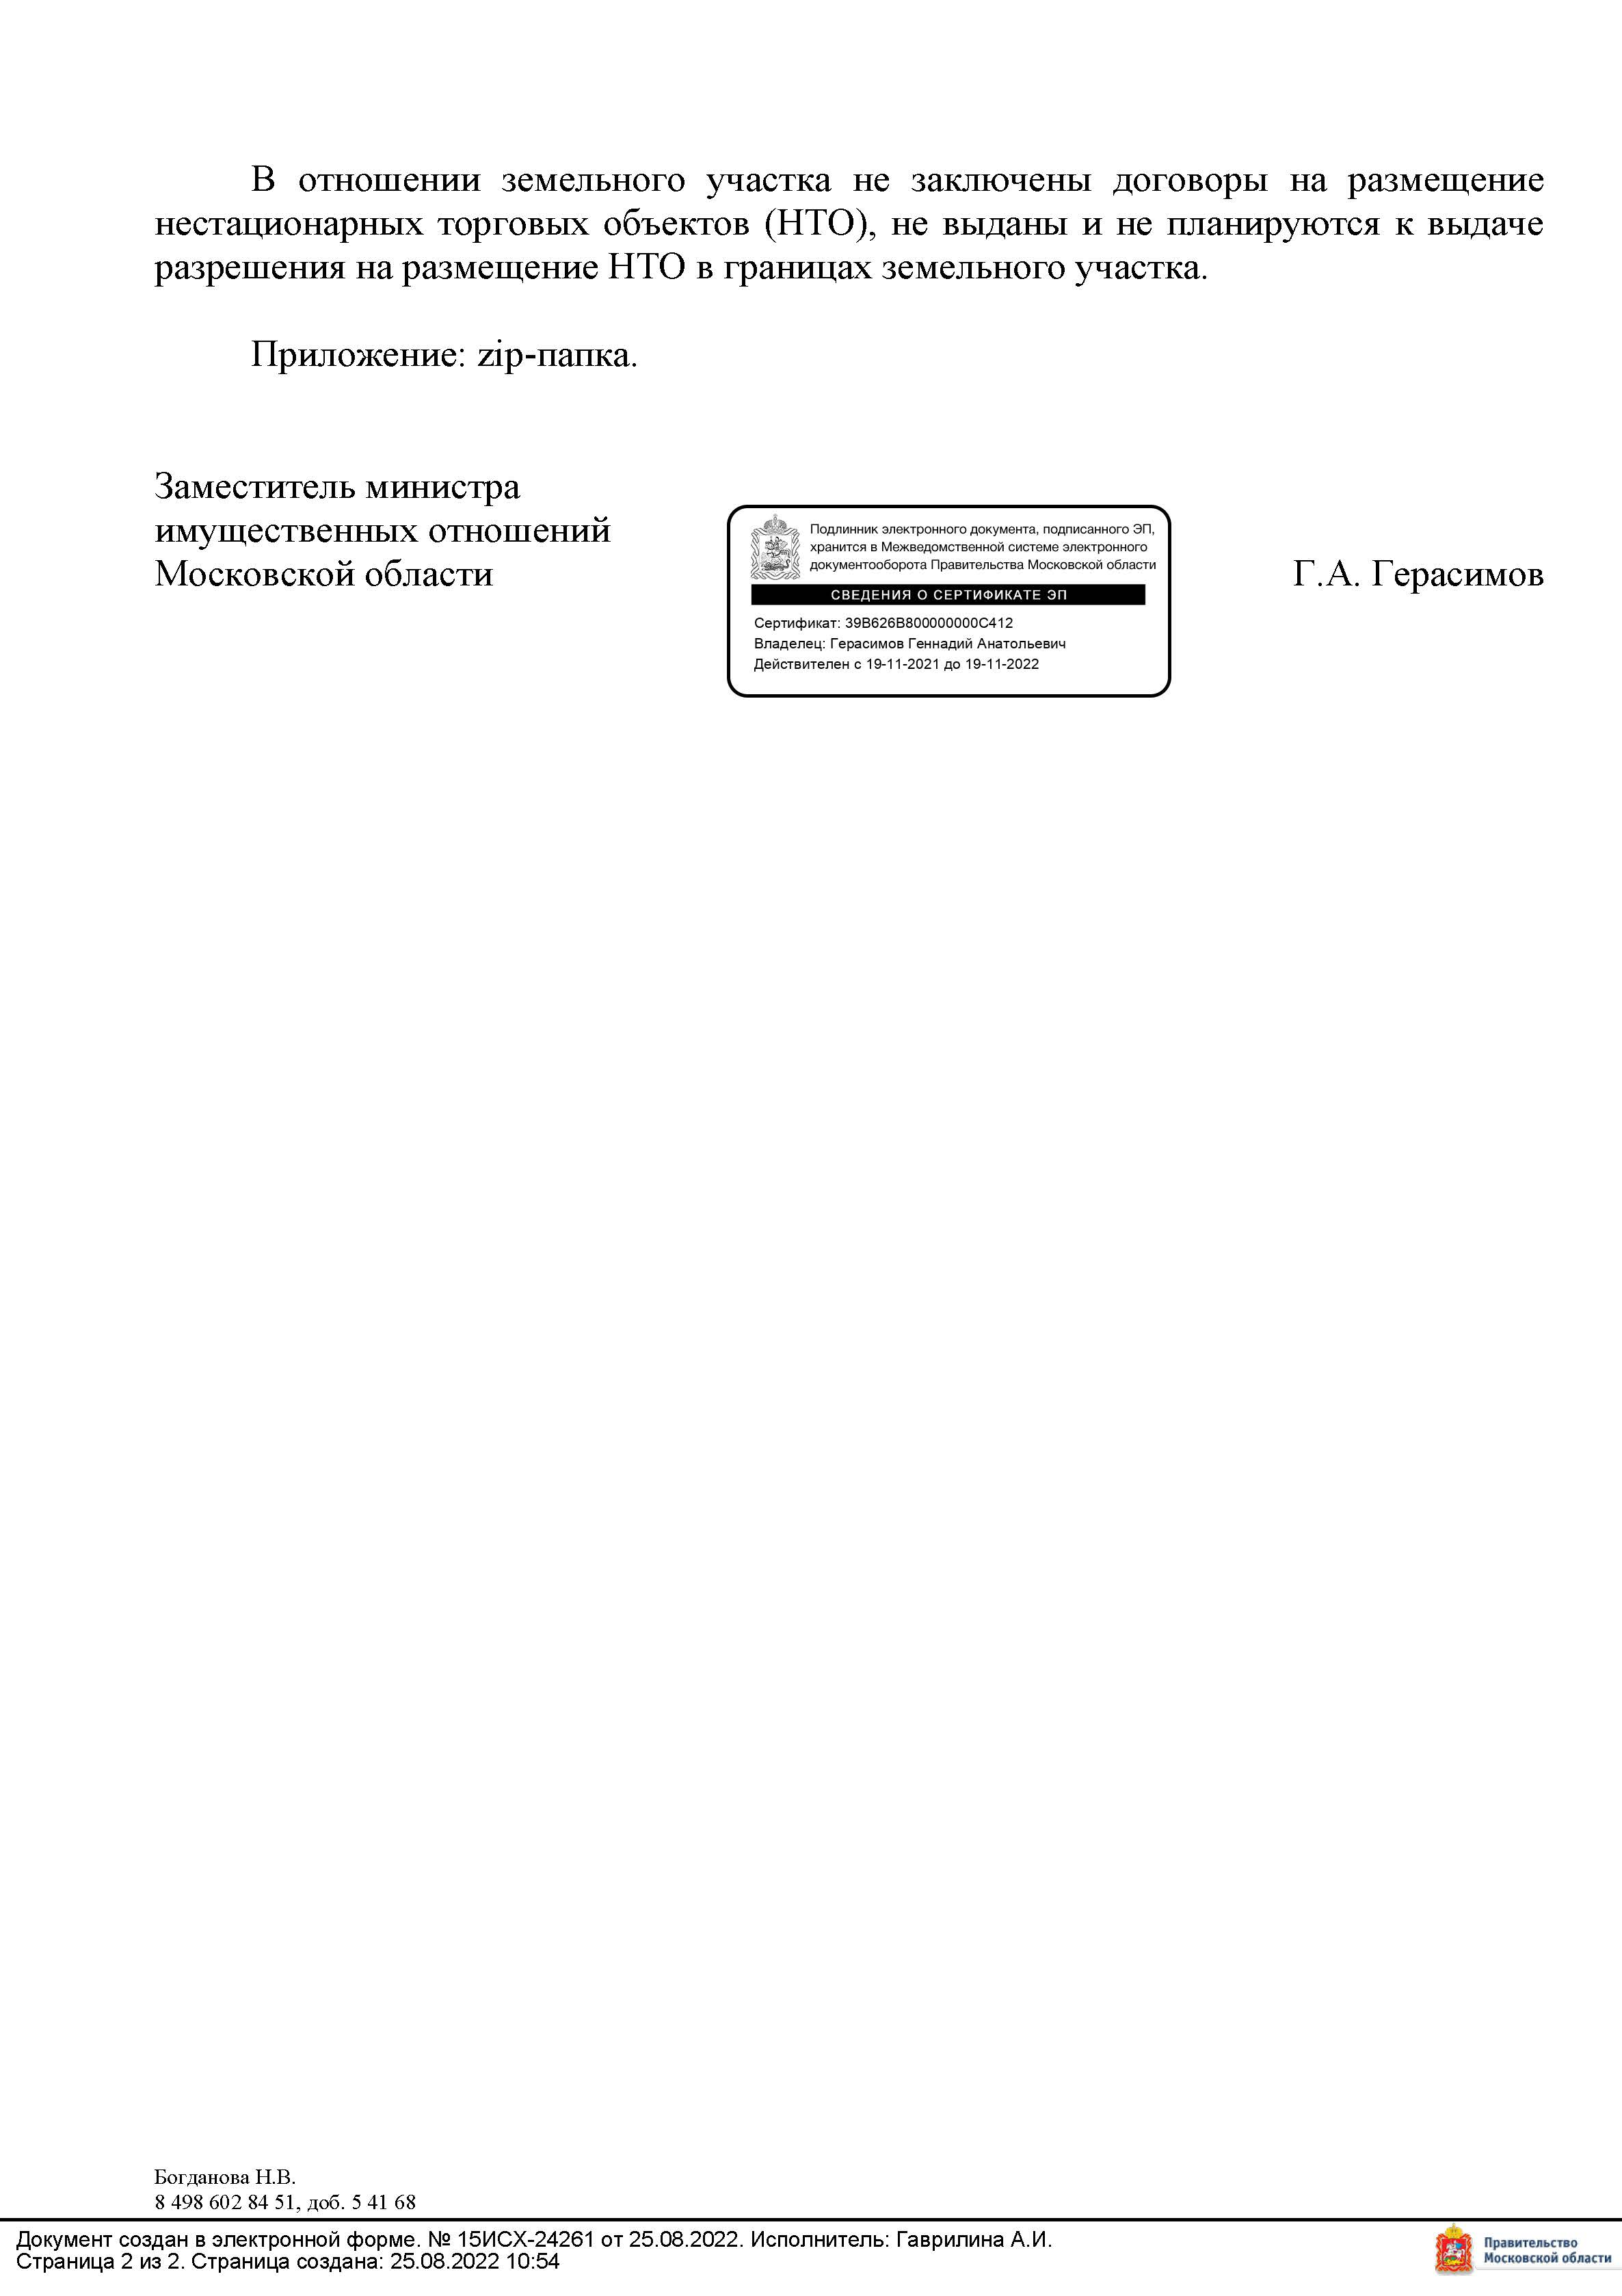 В отношении земельного участка не заключены договоры на размещение
нестационарных торговых объектов (НТО), не выданы и не планируются к выдаче
разрешения на размещение НТО в границах земельного участка.
Приложение: zip-папка.
Заместитель министра
имущественных отношений
Московской области
Подлинник электронного документа, подписанного ЭП,
хранится в Межведомственной системе электронного
документооборота Правительства Московской области
СВЕДЕНИЯ О СЕРТИФИКАТЕ ЭП
Сертификат: 39B626B800000000C412
Владелец: Герасимов Геннадий Анатольевич
Действителен с 19-11-2021 до 19-11-2022
Г.А. Герасимов
Богданова Н.В.
8 498 602 84 51, доб. 5 41 68
Документ создан в электронной форме. № 15ИСХ-24261 от 25.08.2022. Исполнитель: Гаврилина А.И.
Страница 2 из 2. Страница создана: 25.08.2022 10:54
Правительство
Московской области